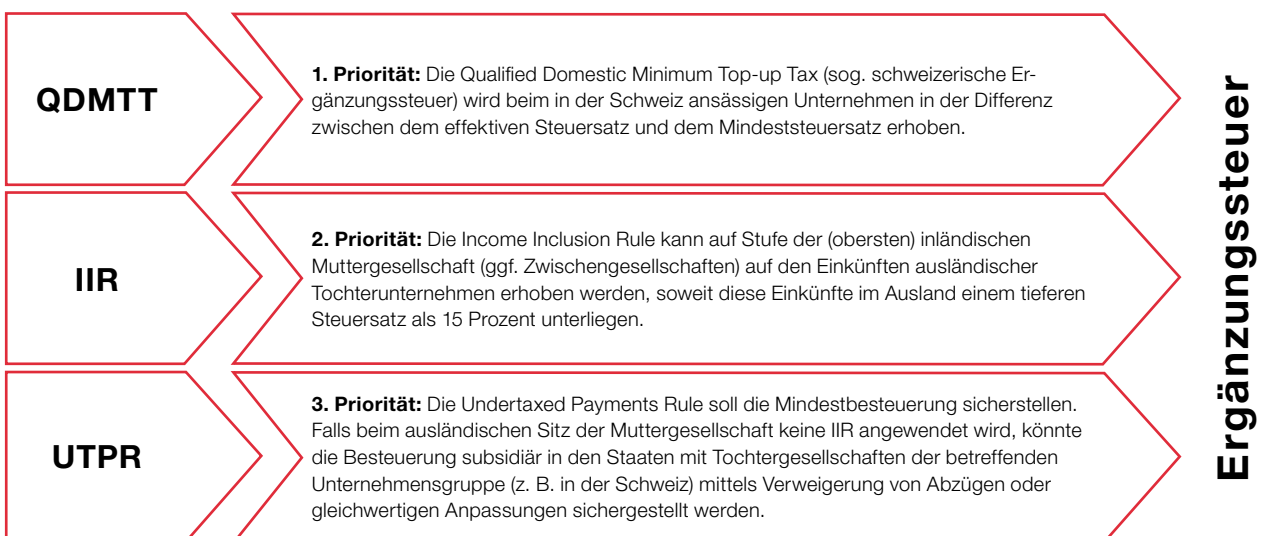 QDMTT
1. Priorität: Die Qualified Domestic Minimum Top-up Tax (sog. schweizerische Er-
gänzungssteuer) wird beim in der Schweiz ansässigen Unternehmen in der Differenz
zwischen dem effektiven Steuersatz und dem Mindeststeuersatz erhoben.
IIR
2. Priorität: Die Income Inclusion Rule kann auf Stufe der (obersten) inländischen
Muttergesellschaft (ggf. Zwischengesellschaften) auf den Einkünften ausländischer
Tochterunternehmen erhoben werden, soweit diese Einkünfte im Ausland einem tieferen
Steuersatz als 15 Prozent unterliegen.
UTPR
3. Priorität: Die Undertaxed Payments Rule soll die Mindestbesteuerung sicherstellen.
Falls beim ausländischen Sitz der Muttergesellschaft keine IIR angewendet wird, könnte
die Besteuerung subsidiär in den Staaten mit Tochtergesellschaften der betreffenden
Unternehmensgruppe (z. B. in der Schweiz) mittels Verweigerung von Abzügen oder
gleichwertigen Anpassungen sichergestellt werden.
Ergänzungssteuer